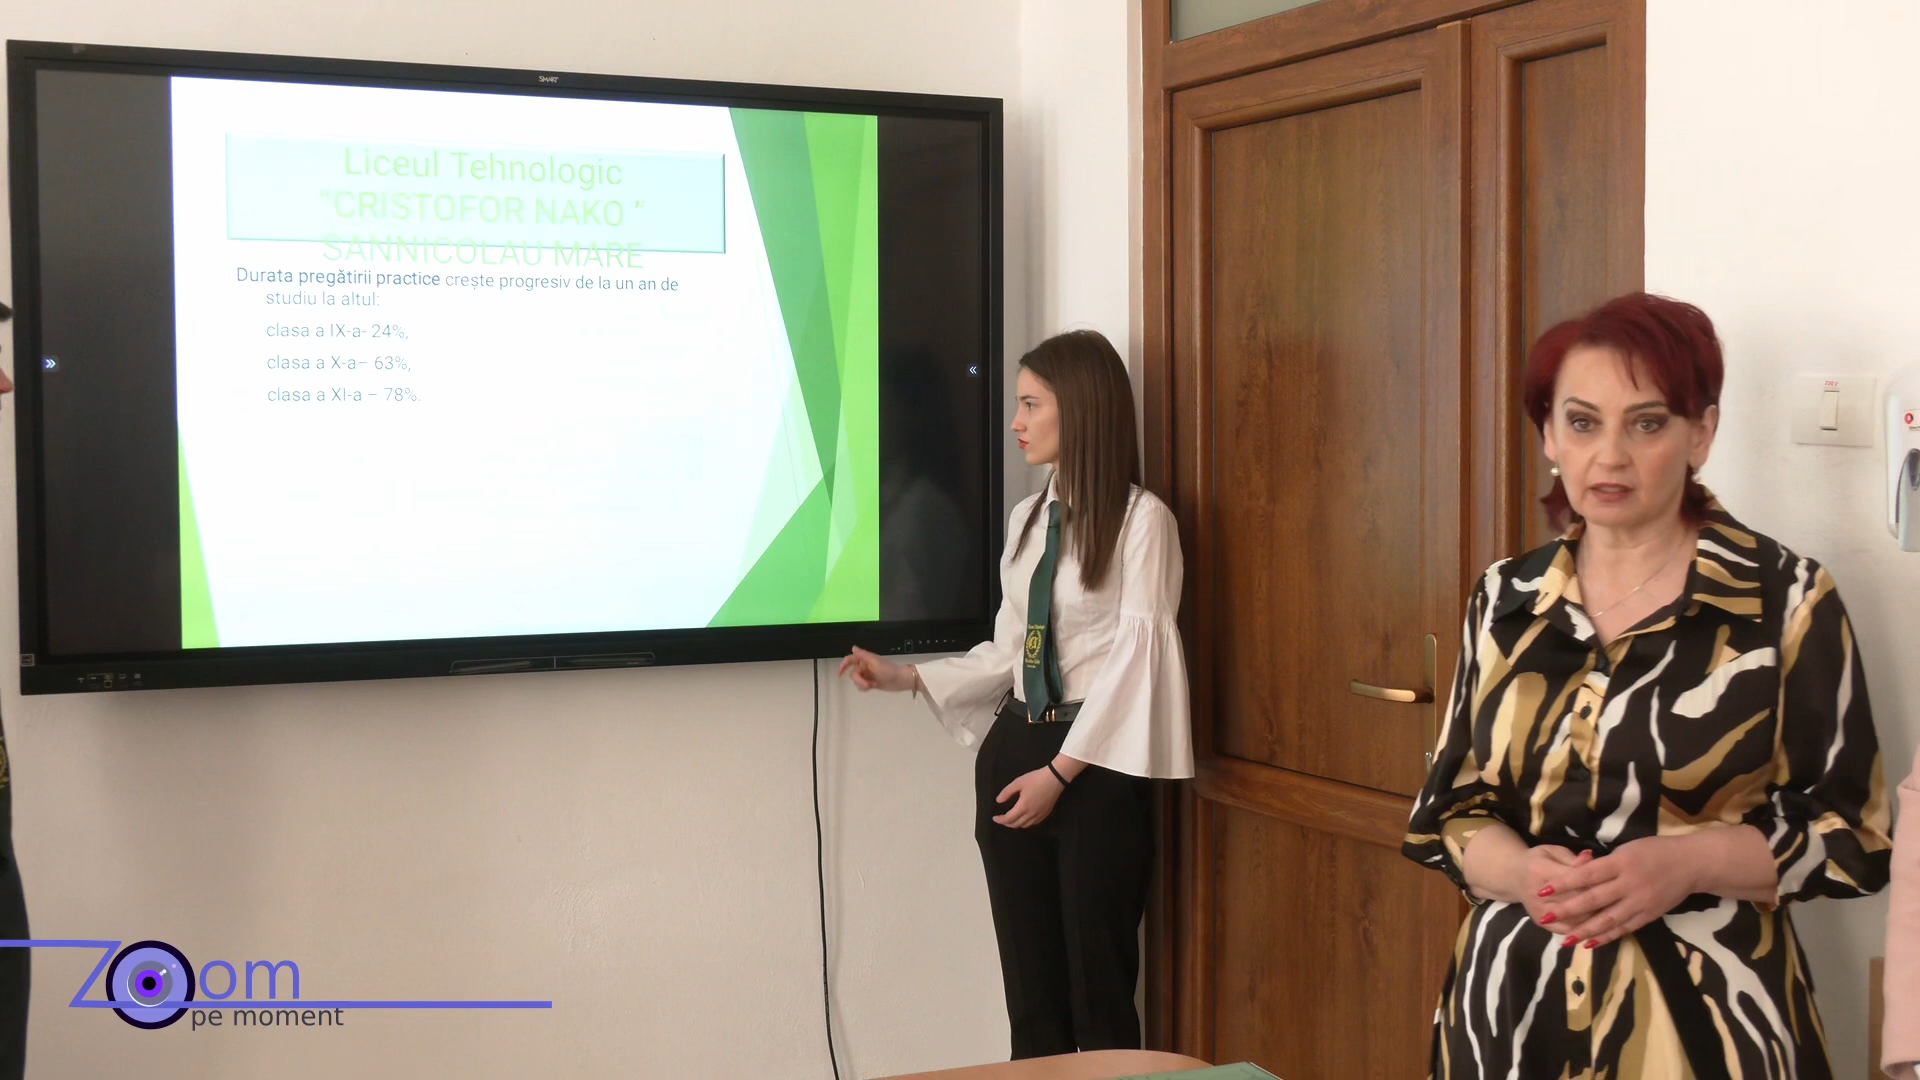 SMART
Liceul Tehnologic
"CRISTOFOR NAKO "
SANNICOLAU MARE
Durata pregătirii practice crește progresiv de la un an de
studiu la altul:
clasa a IX-a- 24%,
clasa a X-a– 63%,
clasa a XI-a – 78%.
»
«
230 V
Zoom
pe moment